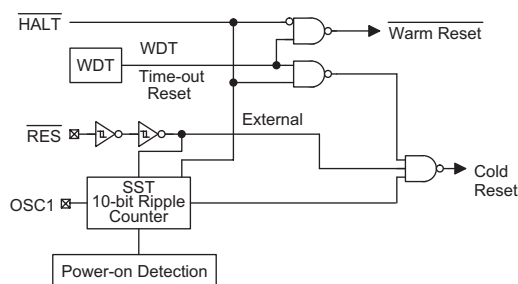 HALT
Warm Reset
WDT
WDT
Time-out
Reset
RES
External
SST
10-bit Ripple
Counter
OSC1
Cold
Reset
Power-on Detection